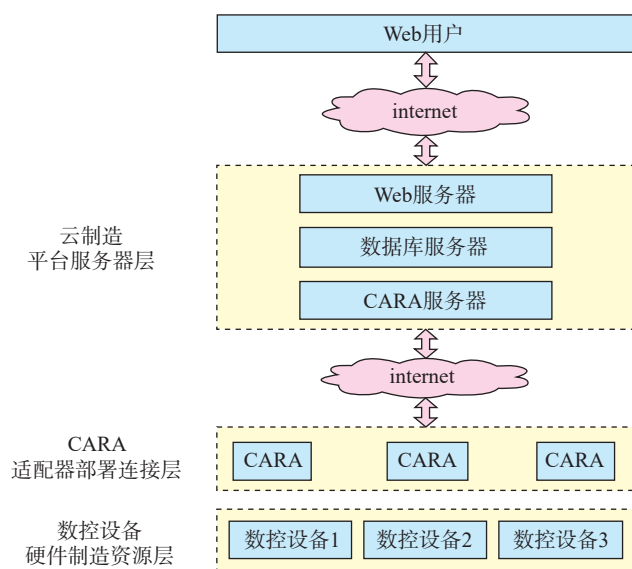 Web用户
internet
Web服务器
云制造
平台服务器层
数据库服务器
CARA服务器
internet
CARA
适配器部署连接层
CARA CARA CARA
数控设备
硬件制造资源层
数控设备1 数控设备2 数控设备3